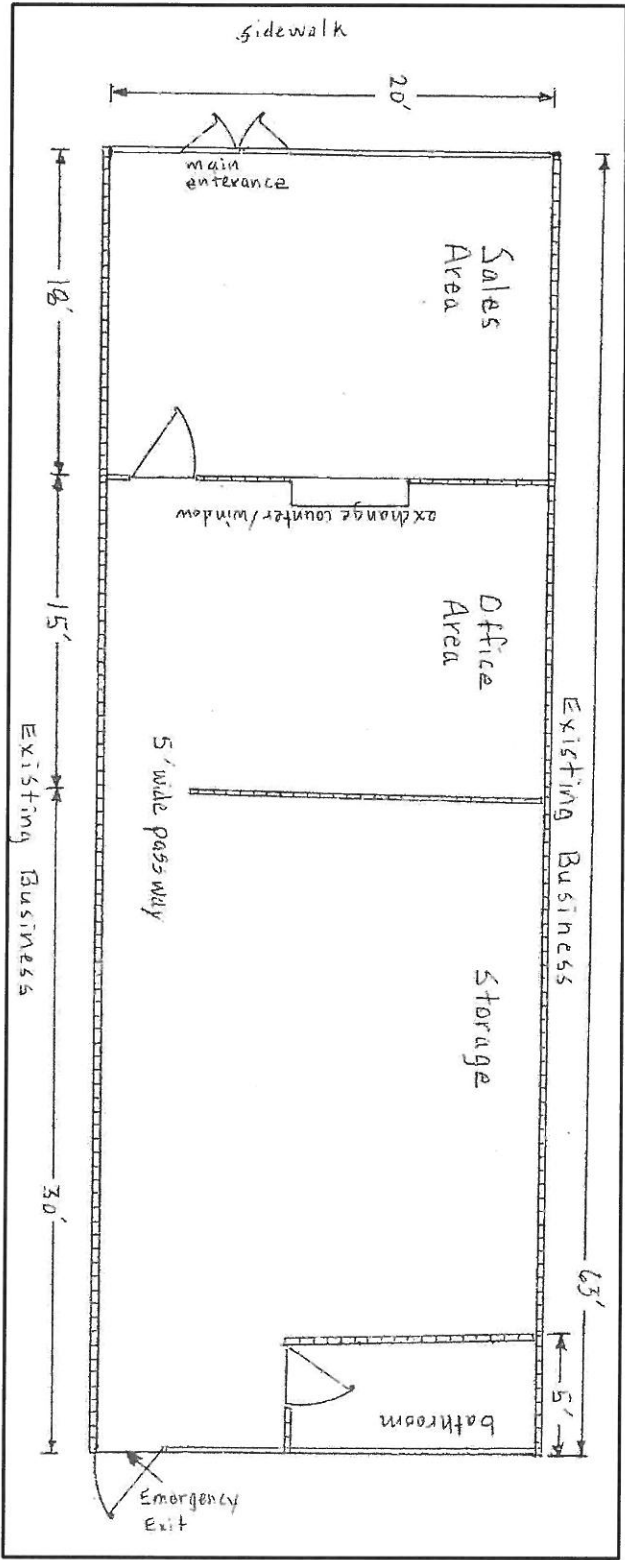 sidewalk
20'
main
enterance
Sales
Area
18'
exchange counter/window
Office
Area
15'
5' wide passway
Existing Business
Existing Business
63'
Storage
30'
5'
bathroom
Emergency
Exit